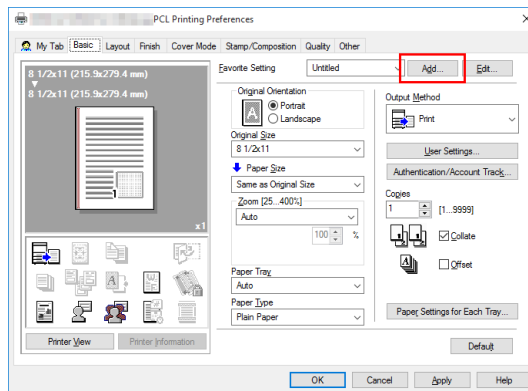 PCL Printing Preferences
My Tab Basic Layout Finish Cover Mode Stamp/Composition Quality Other
8 1/2x11 (215.9x279.4 mm)
8 1/2x11 (215.9x279.4 mm)
1
x1
Printer View Printer Information
Favorite Setting Untitled Add... Edit...
Original Orientation
A
Portrait
Landscape
Original Size
8 1/2x11
Paper Size
Same as Original Size
Zoom [25...400%]
Auto
100 %
Paper Tray
Auto
Paper Type
Plain Paper
Output Method
Print
User Settings...
Authentication/Account Track...
Copies
1 [1...9999]
Collate
Offset
Paper Settings for Each Tray...
Default
OK Cancel Apply Help